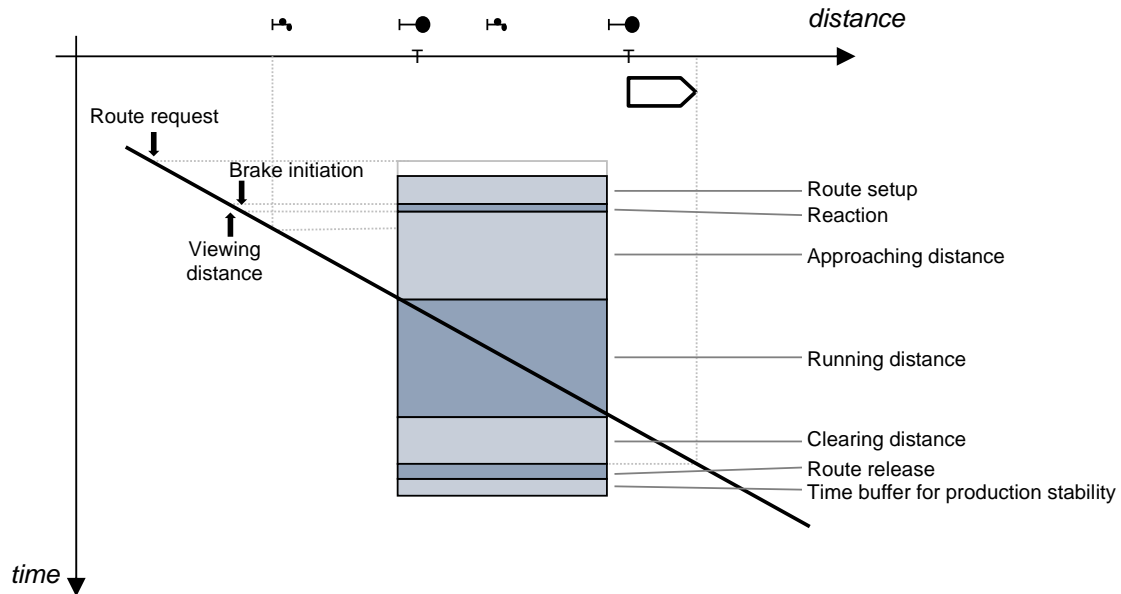 distance
Route request
Brake initiation
Viewing
distance
Route setup
Reaction
Approaching distance
Running distance
Clearing distance
Route release
Time buffer for production stability
time